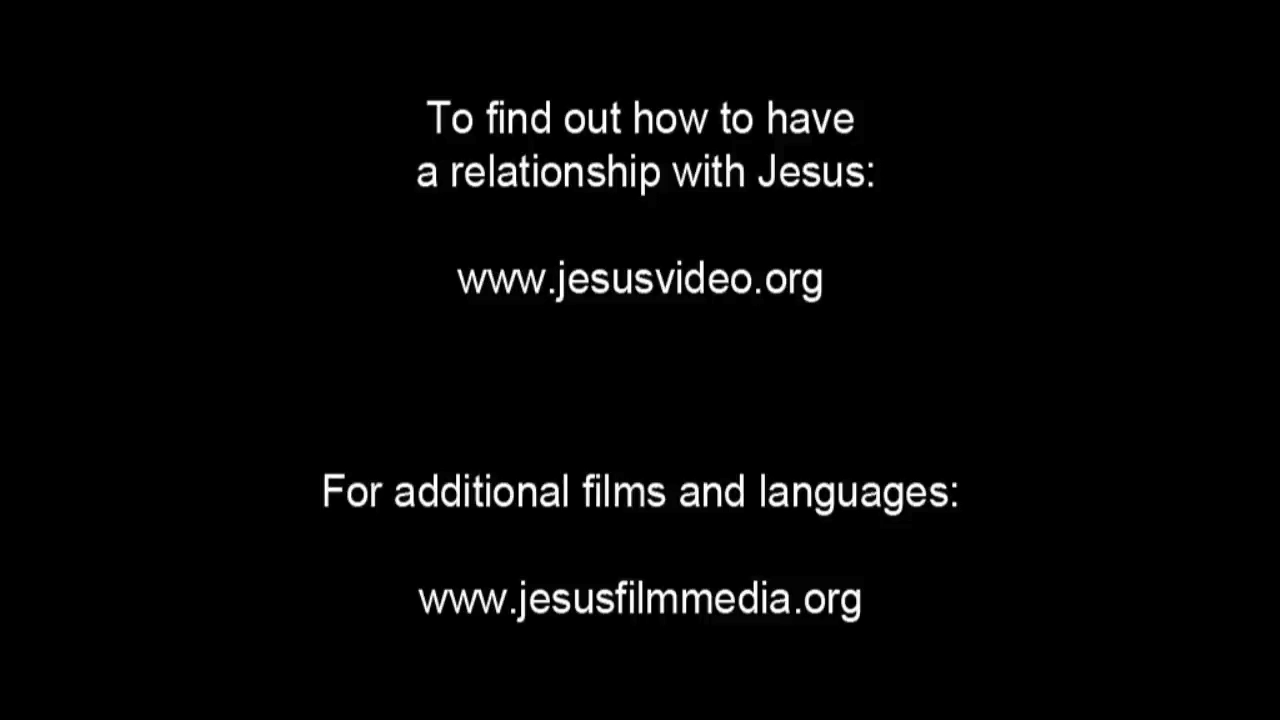 To find out how to have
a relationship with Jesus:
www.jesusvideo.org
For additional films and languages:
www.jesusfilmmedia.org